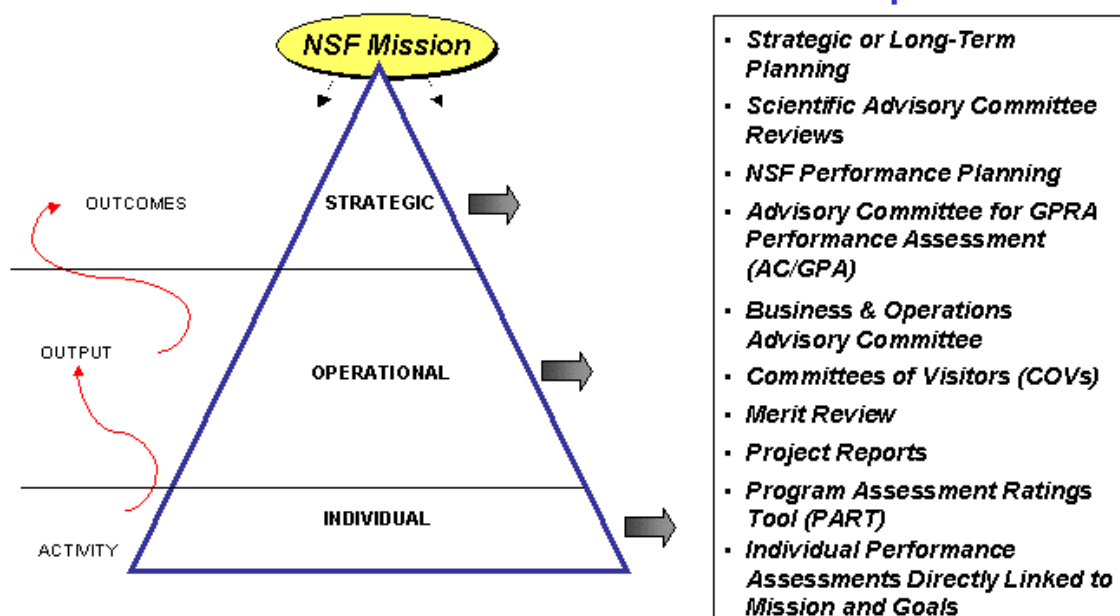 NSF Mission
OUTCOMES
STRATEGIC
OUTPUT
OPERATIONAL
INDIVIDUAL
ACTIVITY
▪ Strategic or Long-Term
Planning
▪ Scientific Advisory Committee
Reviews
▪ NSF Performance Planning
▪ Advisory Committee for GPRA
Performance Assessment
(AC/GPA)
▪ Business & Operations
Advisory Committee
▪ Committees of Visitors (COVs)
▪ Merit Review
▪ Project Reports
▪ Program Assessment Ratings
Tool (PART)
▪ Individual Performance
Assessments Directly Linked to
Mission and Goals